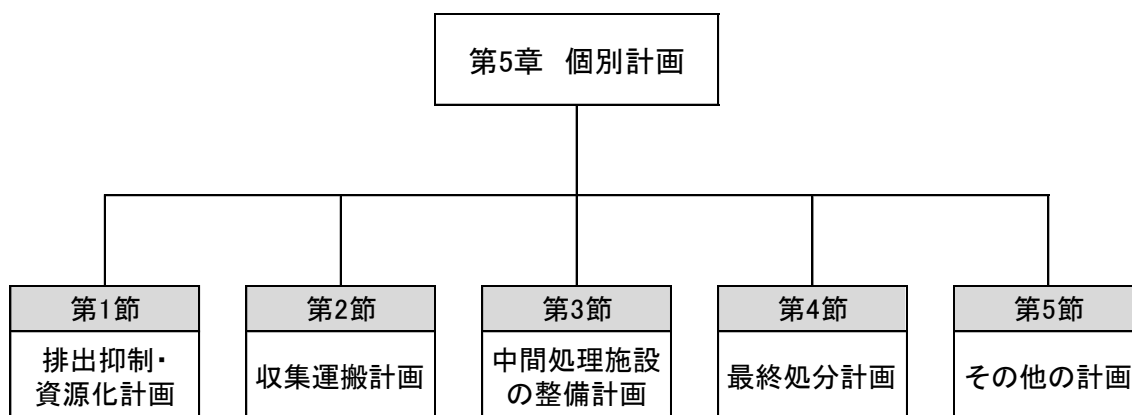 第5章 個別計画
第1節
排出抑制・
資源化計画
第2節
収集運搬計画
第3節
中間処理施設
の整備計画
第4節
最終処分計画
第5節
その他の計画